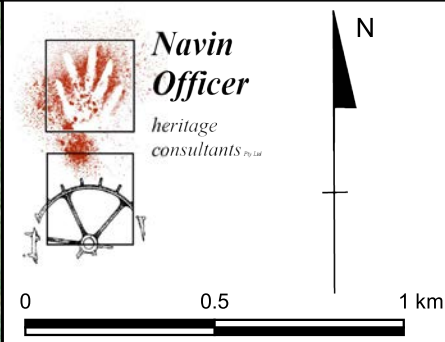 Navin
Officer
heritage
consultants Pty Ltd
N
0 0.5 1 km